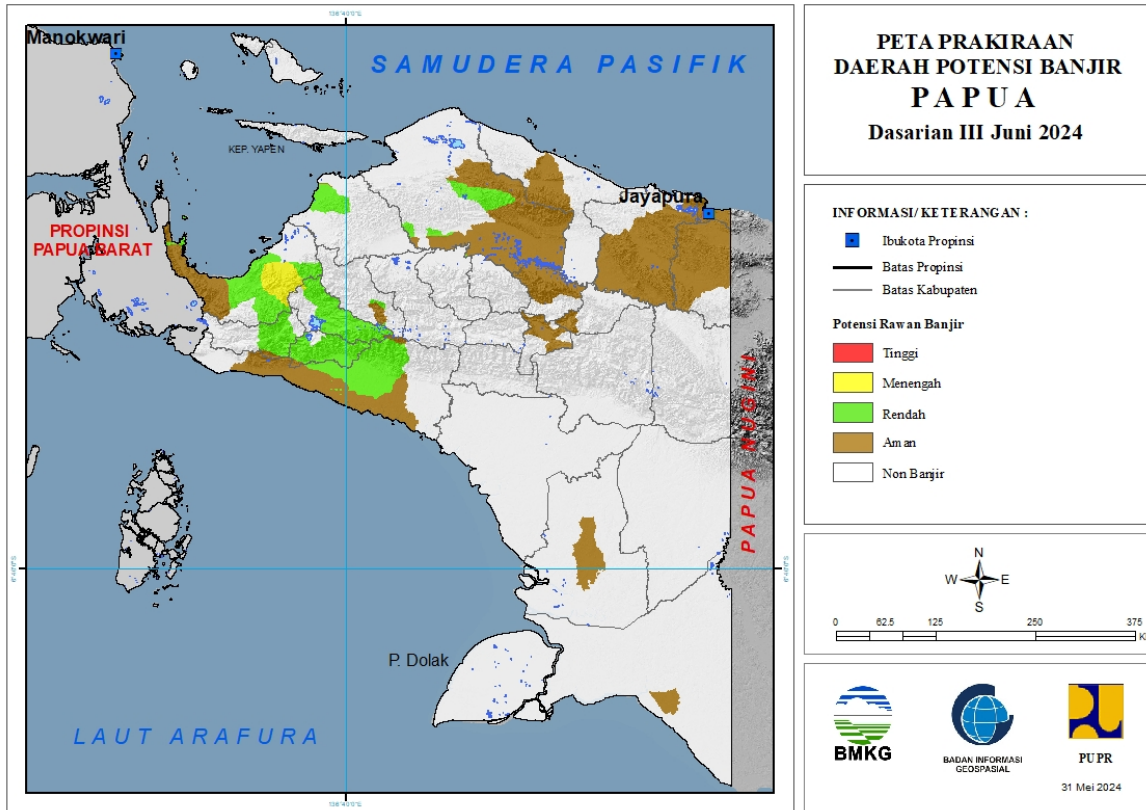 Manokwari
SAMUDERA PASIFIK
KEP. YAPEN
Jayapura
PROPINSI
PAPUA BARAT
PAPUA NUGINI
P. Dolak
LAUT ARAFURA
PETA PRAKIRAAN
DAERAH POTENSI BANJIR
PAPUA
Dasarian III Juni 2024
INFORMASI/ KETERANGAN :
Ibukota Propinsi
Batas Propinsi
Batas Kabupaten
Potensi Rawan Banjir
Tinggi
Menengah
Rendah
Aman
Non Banjir
N
W E
S
0 62.5 125 250 375
BMKG
BADAN INFORMASI
GEOSPASIAL
PUPR
31 Mei 2024